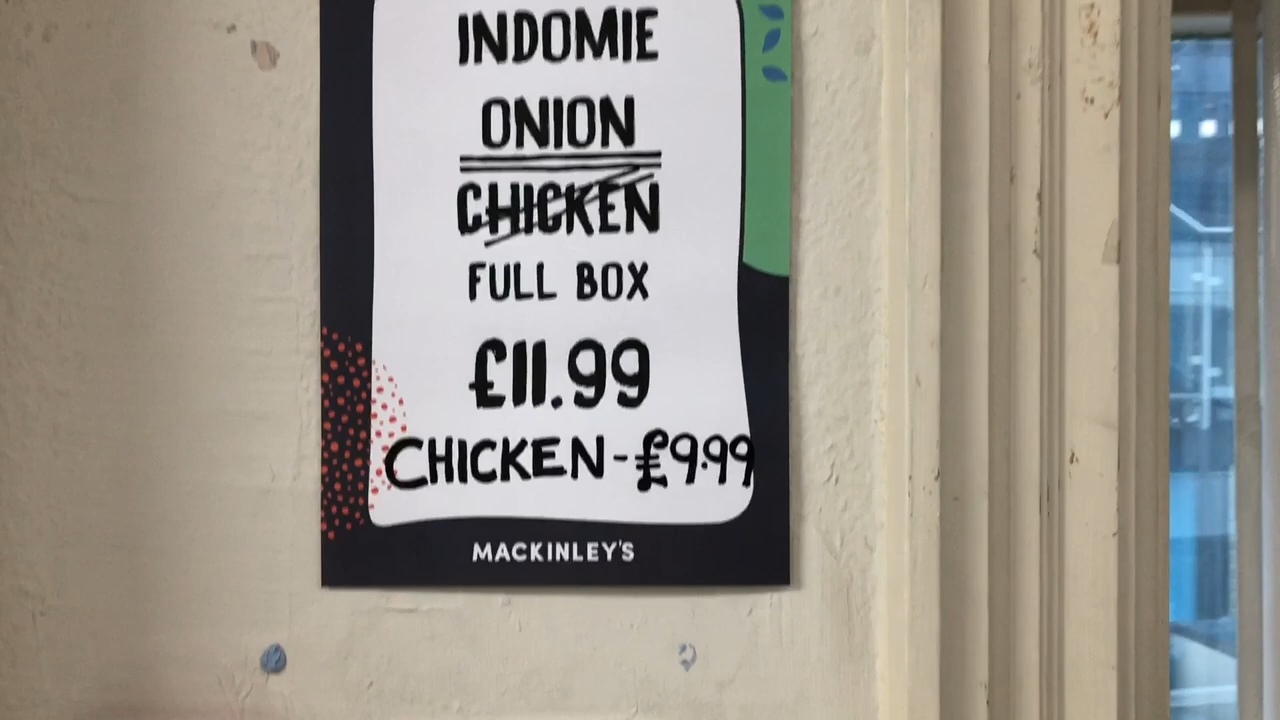 INDOMIE
ONION
CHICKEN
FULL BOX
£11.99
CHICKEN-£9.99
MACKINLEY'S